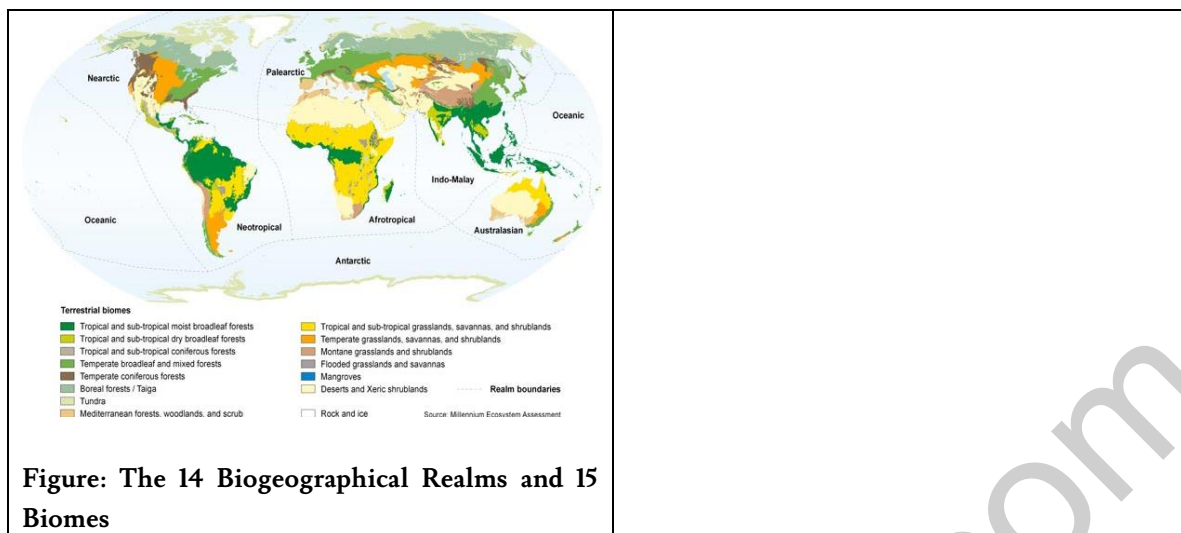 Nearctic
Palearctic
Oceanic
Indo-Malay
Oceanic
Neotropical
Afrotropical
Australasian
Antarctic
Terrestrial biomes
Tropical and sub-tropical moist broadleaf forests
Tropical and sub-tropical dry broadleaf forests
Tropical and sub-tropical coniferous forests
Temperate broadleaf and mixed forests
Temperate coniferous forests
Boreal forests / Taiga
Tundra
Mediterranean forests, woodlands, and scrub
Tropical and sub-tropical grasslands, savannas, and shrublands
Temperate grasslands, savannas, and shrublands
Montane grasslands and shrublands
Flooded grasslands and savannas
Mangroves
Deserts and Xeric shrublands
Realm boundaries
Rock and ice
Source: Millennium Ecosystem Assessment
Figure: The 14 Biogeographical Realms and 15
Biomes
com